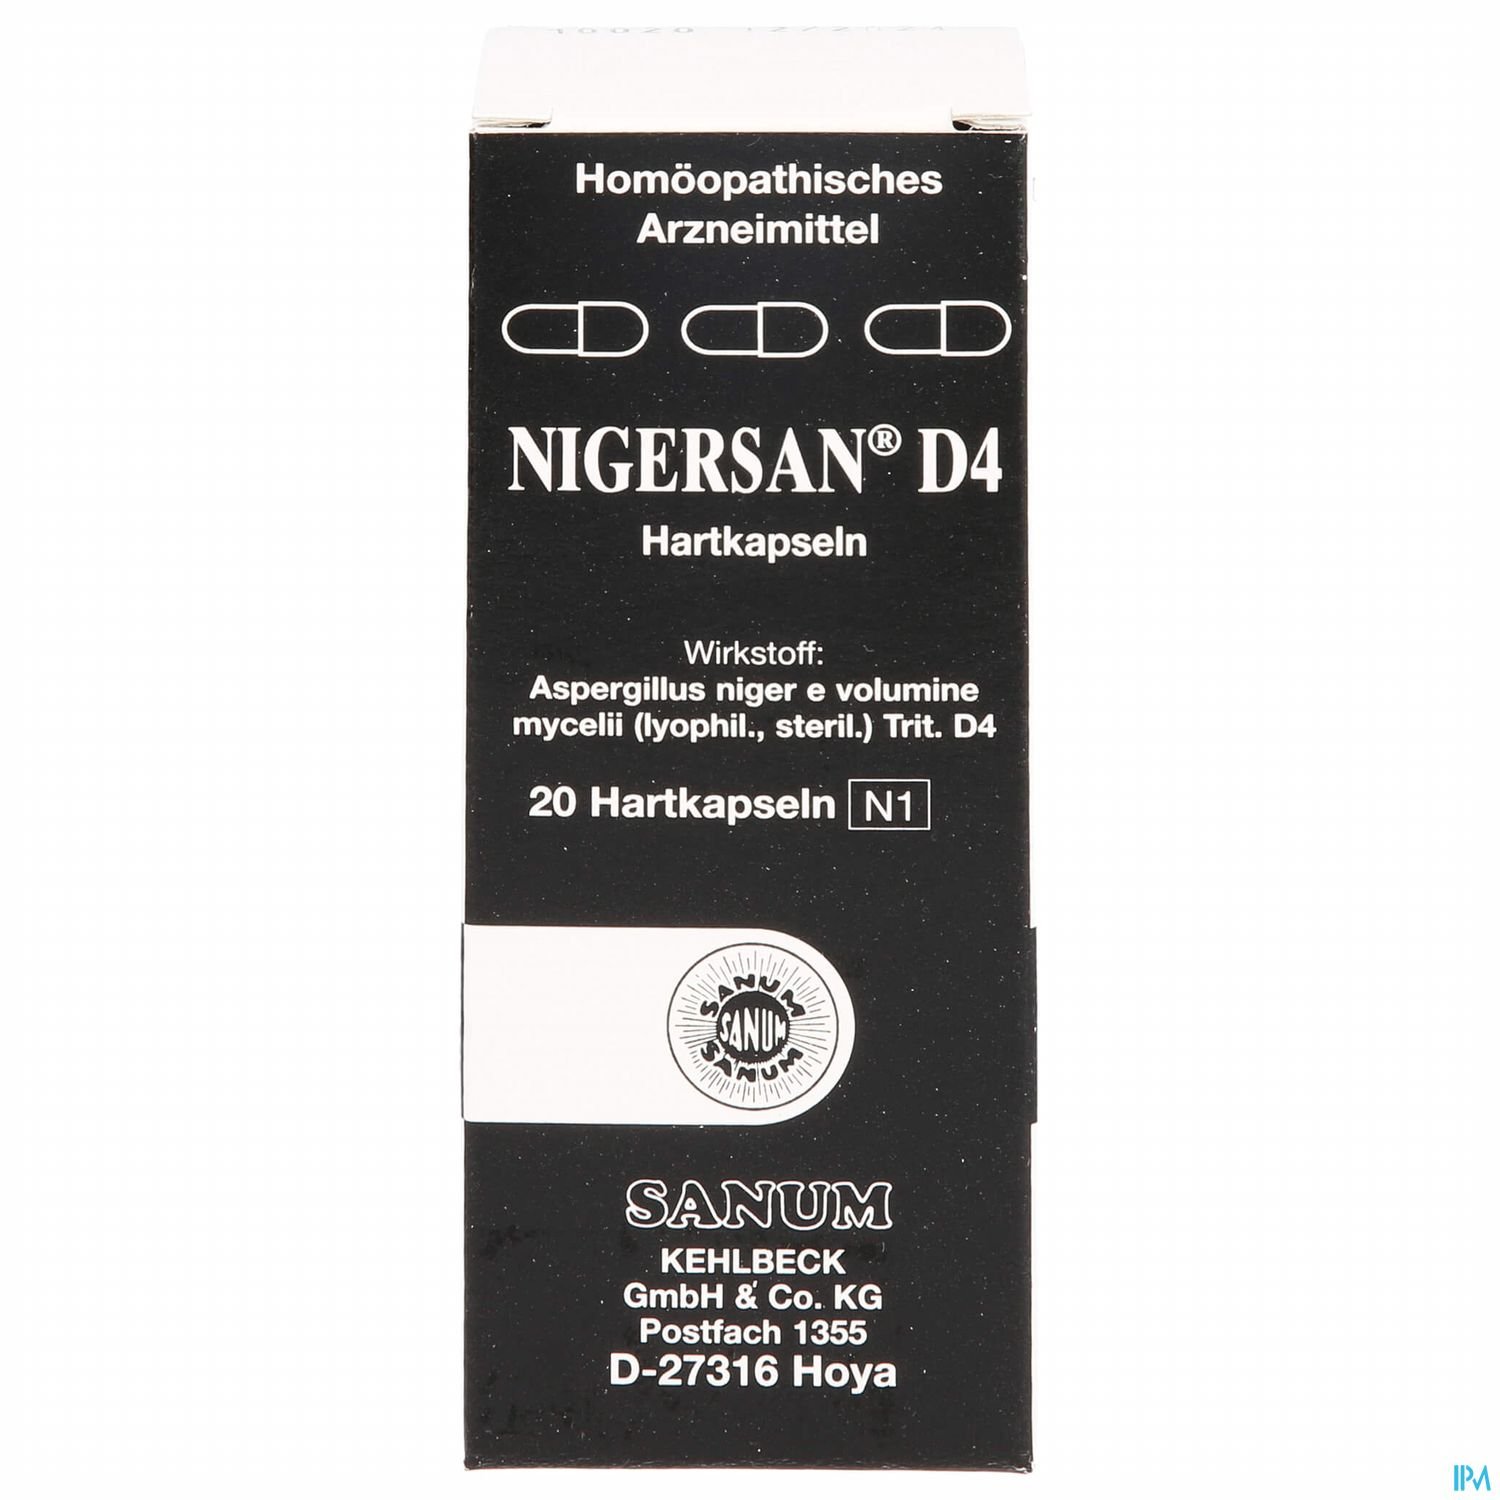 Homöopathisches
Arzneimittel
NIGERSAN® D4
Hartkapseln
Wirkstoff:
Aspergillus niger e volumine
mycelii (lyophil., steril.) Trit. D4
20 Hartkapseln N1
SANUM
SANUM
SANUM
SANUM
KEHLBECK
GmbH & Co. KG
Postfach 1355
D-27316 Hoya
IPM